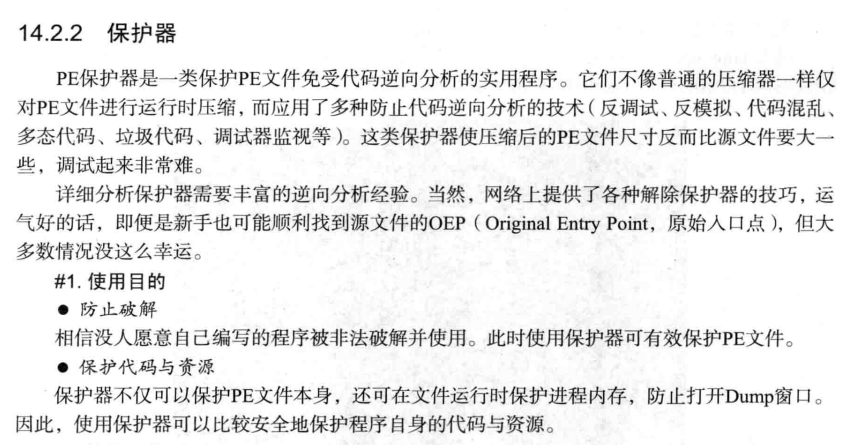 14.2.2 保护器
PE保护器是一类保护PE文件免受代码逆向分析的实用程序。它们不像普通的压缩器一样仅
对PE文件进行运行时压缩，而应用了多种防止代码逆向分析的技术（反调试、反模拟、代码混乱、
多态代码、垃圾代码、调试器监视等）。这类保护器使压缩后的PE文件尺寸反而比源文件要大一
些，调试起来非常难。
详细分析保护器需要丰富的逆向分析经验。当然，网络上提供了各种解除保护器的技巧，运
气好的话，即便是新手也可能顺利找到源文件的OEP（Original Entry Point，原始入口点），但大
多数情况没这么幸运。
#1. 使用目的
● 防止破解
相信没人愿意自己编写的程序被非法破解并使用。此时使用保护器可有效保护PE文件。
● 保护代码与资源
保护器不仅可以保护PE文件本身，还可在文件运行时保护进程内存，防止打开Dump窗口。
因此，使用保护器可以比较安全地保护程序自身的代码与资源。